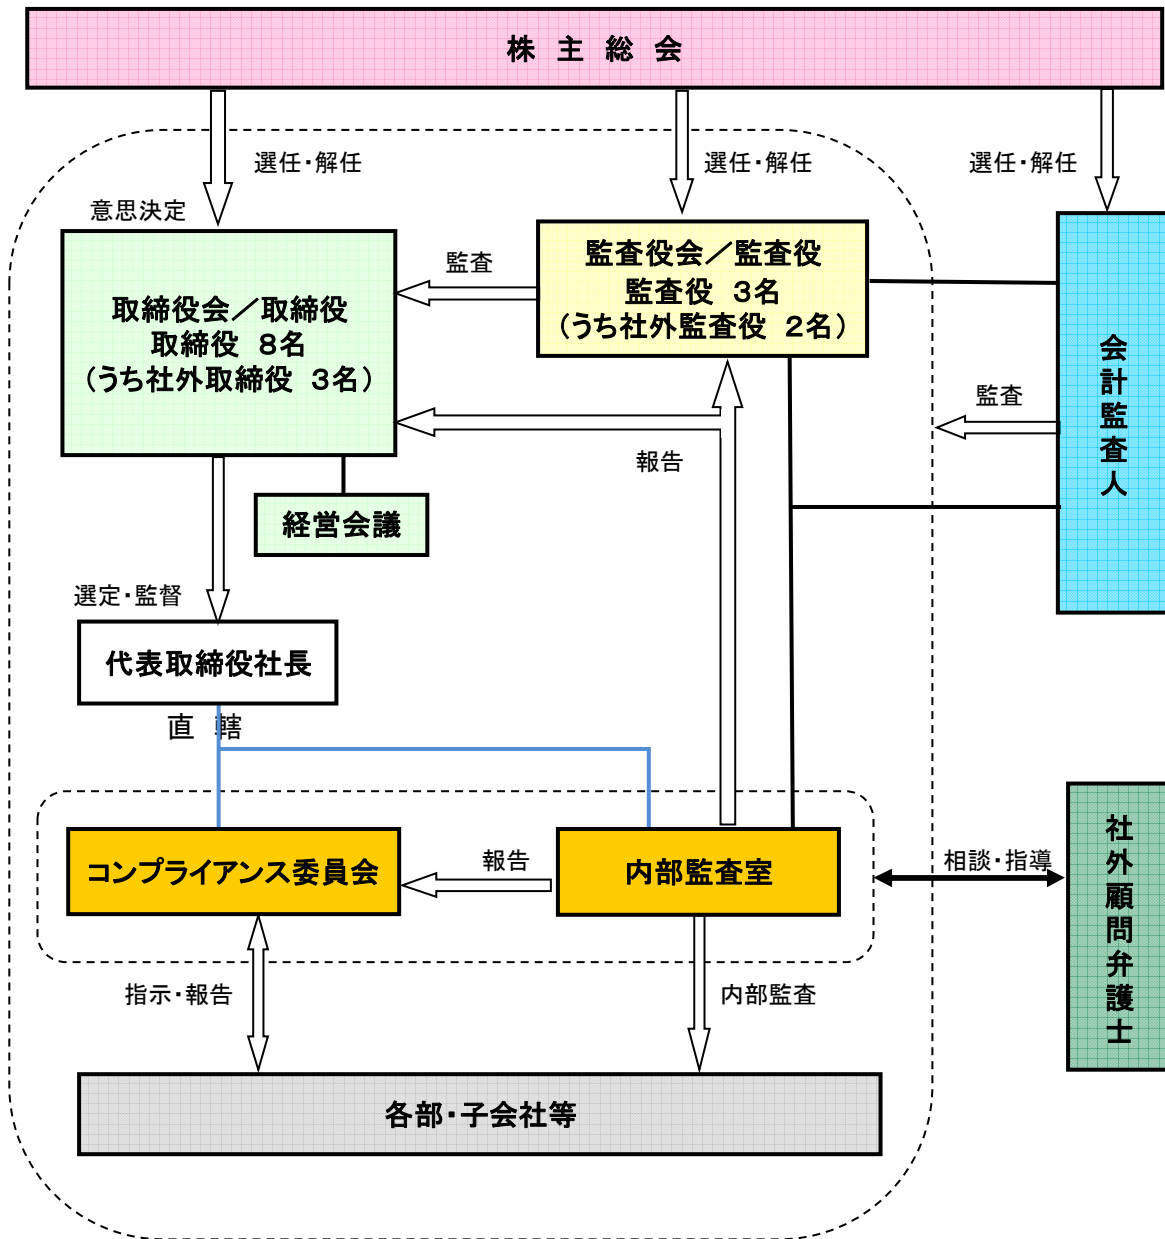 株 主 総 会
選任・解任
選任・解任
選任・解任
意思決定
取締役会／取締役
取締役 8名
（うち社外取締役 3名）
監査
監査役会／監査役
監査役 3名
（うち社外監査役 2名）
会計監査人
監査
報告
経営会議
選定・監督
代表取締役社長
直 轄
コンプライアンス委員会
報告
内部監査室
相談・指導
社外顧問弁護士
指示・報告
内部監査
各部・子会社等